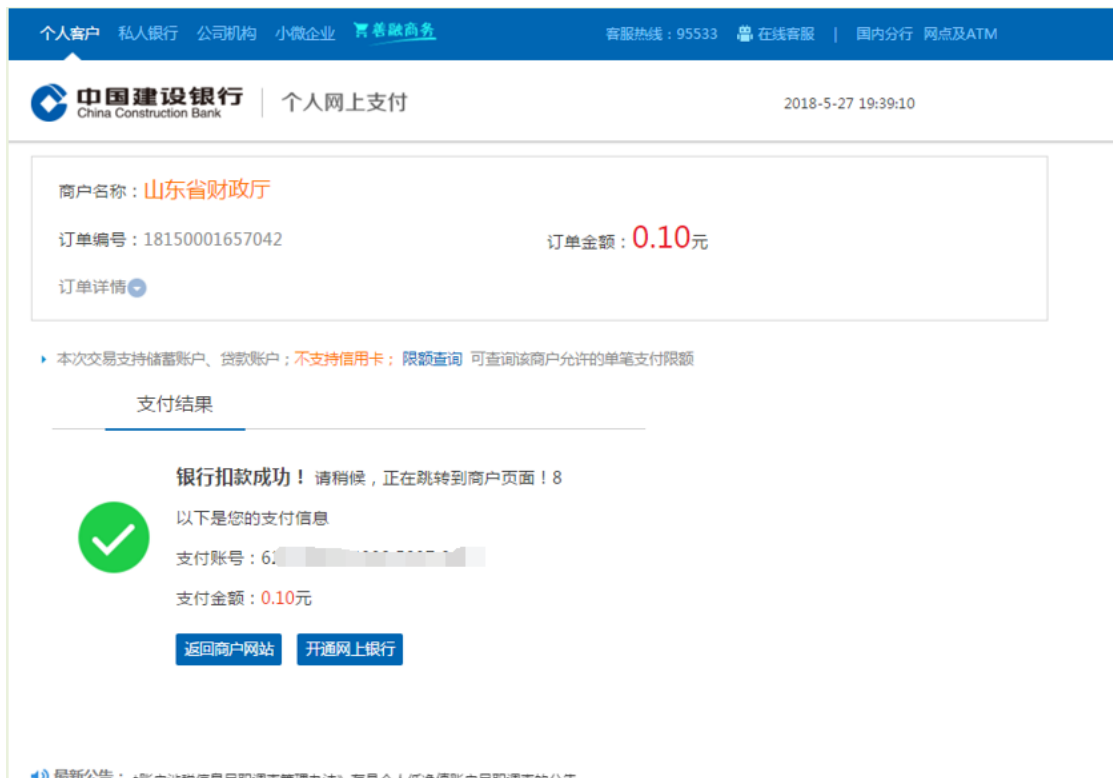 个人客户 私人银行 公司机构 小微企业 善融商务 客服热线：95533 在线客服 | 国内分行 网点及ATM
中国建设银行 个人网上支付 2018-5-27 19:39:10
China Construction Bank
商户名称：山东省财政厅
订单编号：18150001657042 订单金额：0.10元
订单详情
本次交易支持储蓄账户、贷款账户；不支持信用卡； 限额查询 可查询该商户允许的单笔支付限额
支付结果
银行扣款成功！ 请稍候，正在跳转到商户页面！8
以下是您的支付信息
支付账号：62
支付金额：0.10元
返回商户网站 开通网上银行
最新公告：